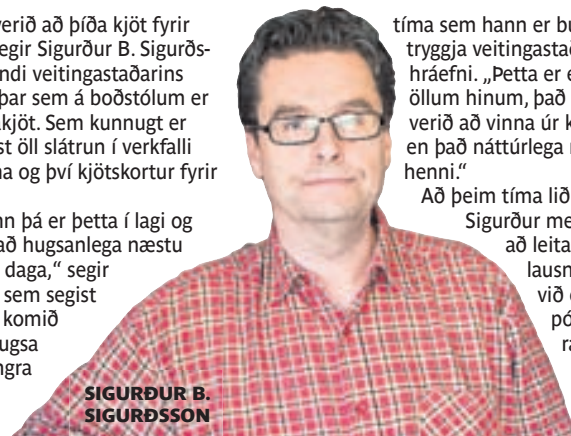 verið að þíða kjöt fyrir
segir Sigurður B. Sigurðs-
ndi veitingastaðarins
þar sem á boðstólum er
akjöt. Sem kunnugt er
st öll slátrun í verkfalli
na og því kjötskortur fyrir
nn þá er þetta í lagi og
að hugsanlega næstu
daga,“ segir
sem segist
komið
ugsa
ngra
SIGURÐUR B.
SIGURÐSSON
tíma sem hann er bú
tryggja veitingastað
hráefni. „Þetta er e
öllum hinum, það
verið að vinna úr k
en það náttúrlega
henni.“
Að þeim tíma lið
Sigurður me
að leita
lausn
við
pó
ra